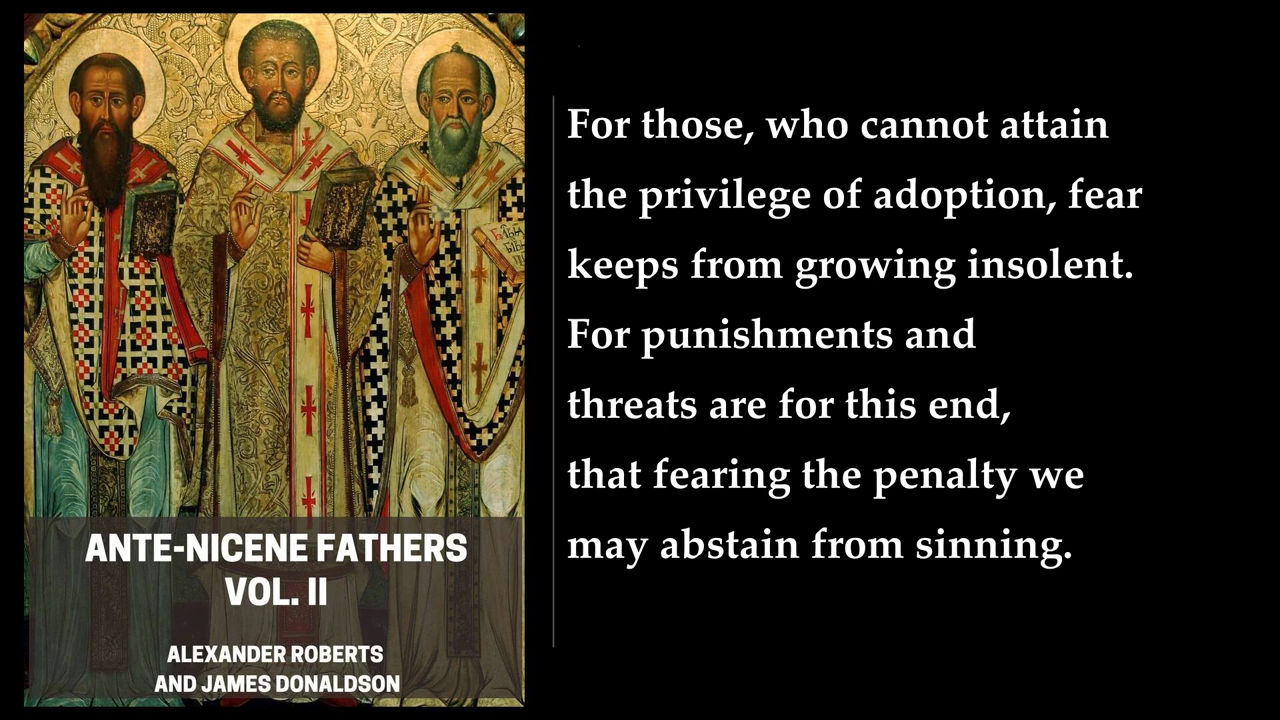 ANTE-NICENE FATHERS
VOL. II
ALEXANDER ROBERTS
AND JAMES DONALDSON
For those, who cannot attain
the privilege of adoption, fear
keeps from growing insolent.
For punishments and
threats are for this end,
that fearing the penalty we
may abstain from sinning.